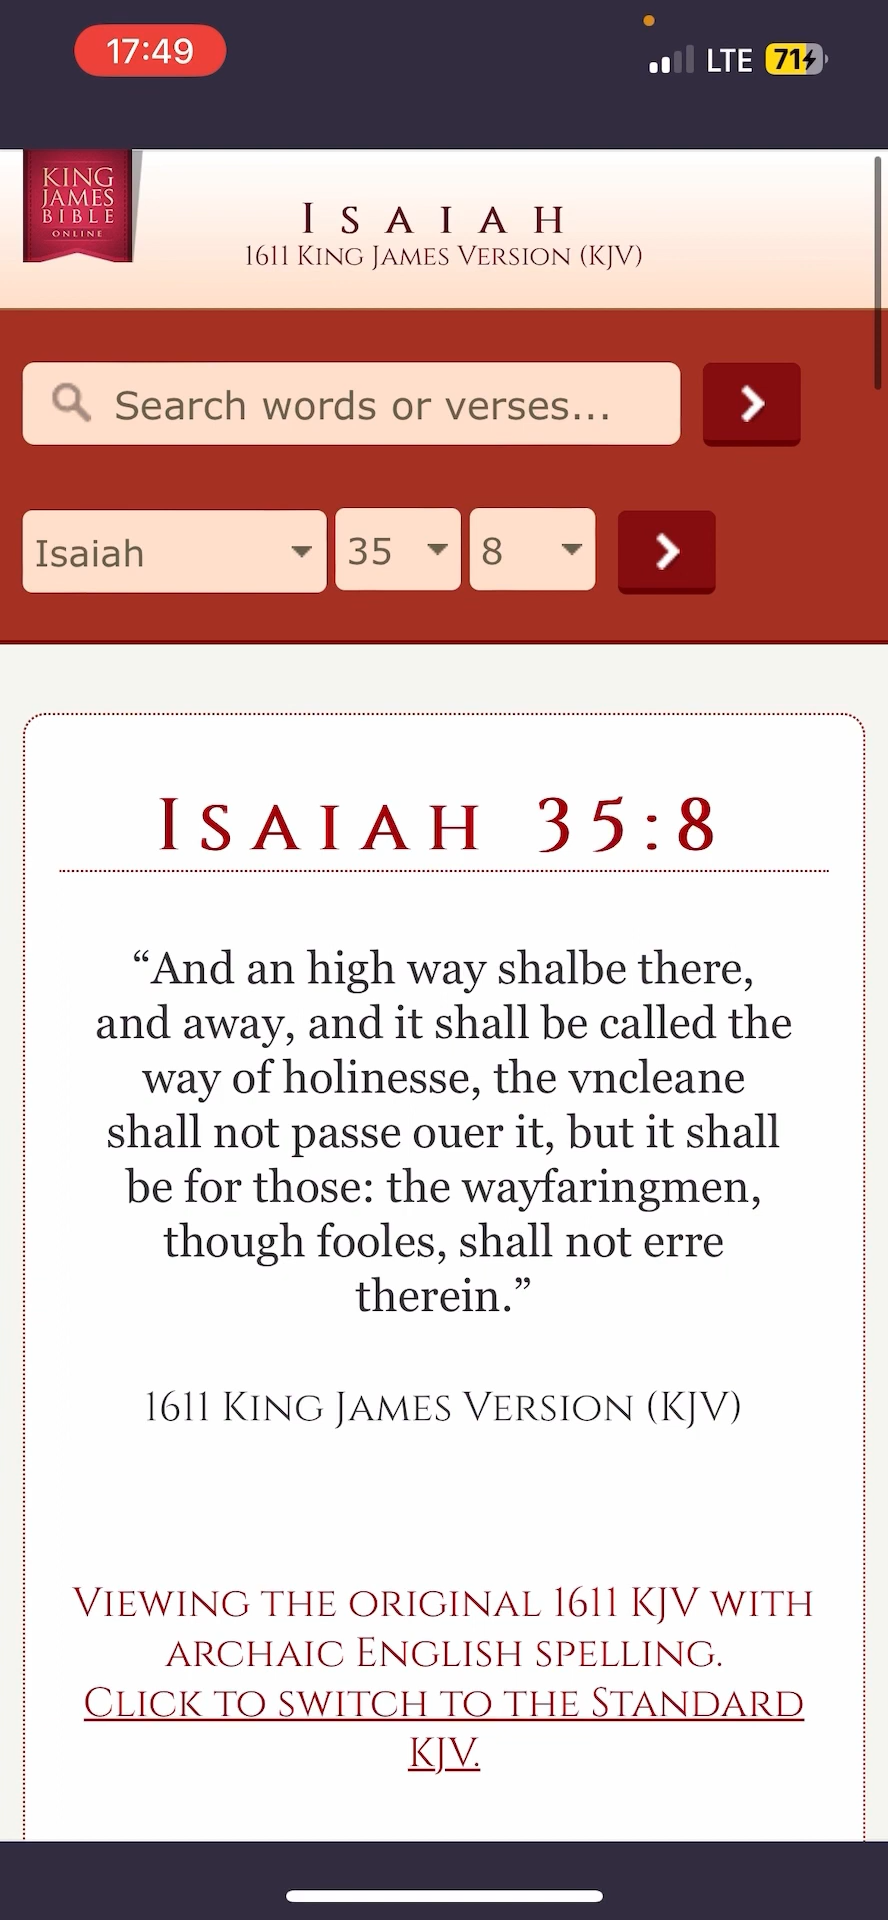 17:49
LTE 71
KING
JAMES
BIBLE
ONLINE
ISAIAH
1611 KING JAMES VERSION (KJV)
Search words or verses...
Isaiah 35 8
ISAIAH 35:8
“And an high way shalbe there,
and away, and it shall be called the
way of holinesse, the vncleane
shall not passe ouer it, but it shall
be for those: the wayfaringmen,
though fooles, shall not erre
therein.”
1611 KING JAMES VERSION (KJV)
VIEWING THE ORIGINAL 1611 KJV WITH
ARCHAIC ENGLISH SPELLING.
CLICK TO SWITCH TO THE STANDARD
KJV.